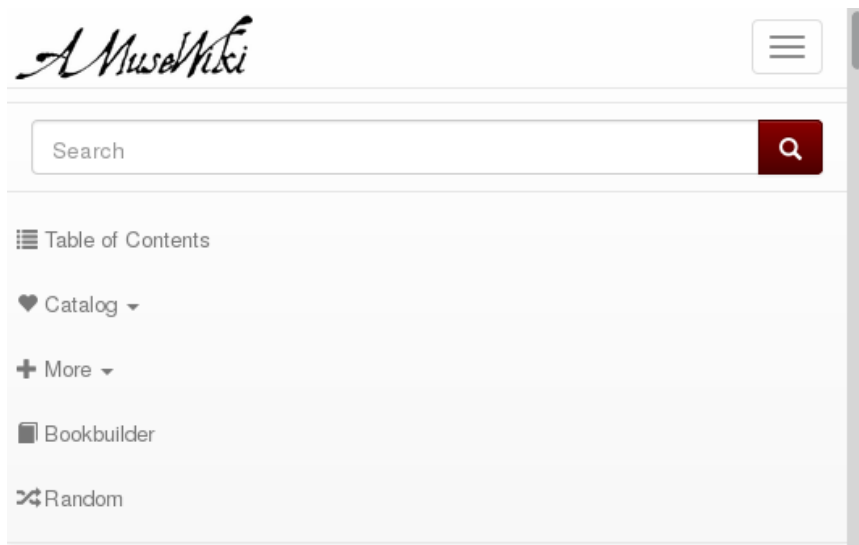 A MuseWiki
Search
Table of Contents
Catalog
More
Bookbuilder
Random